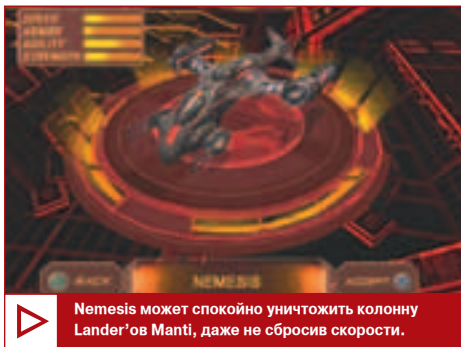 SPEED
ARMOR
AGILITY
STRENGTH
BACK
NEMESIS
ACCEPT
Nemesis может спокойно уничтожить колонну
Lander’ов Manti, даже не сбросив скорости.